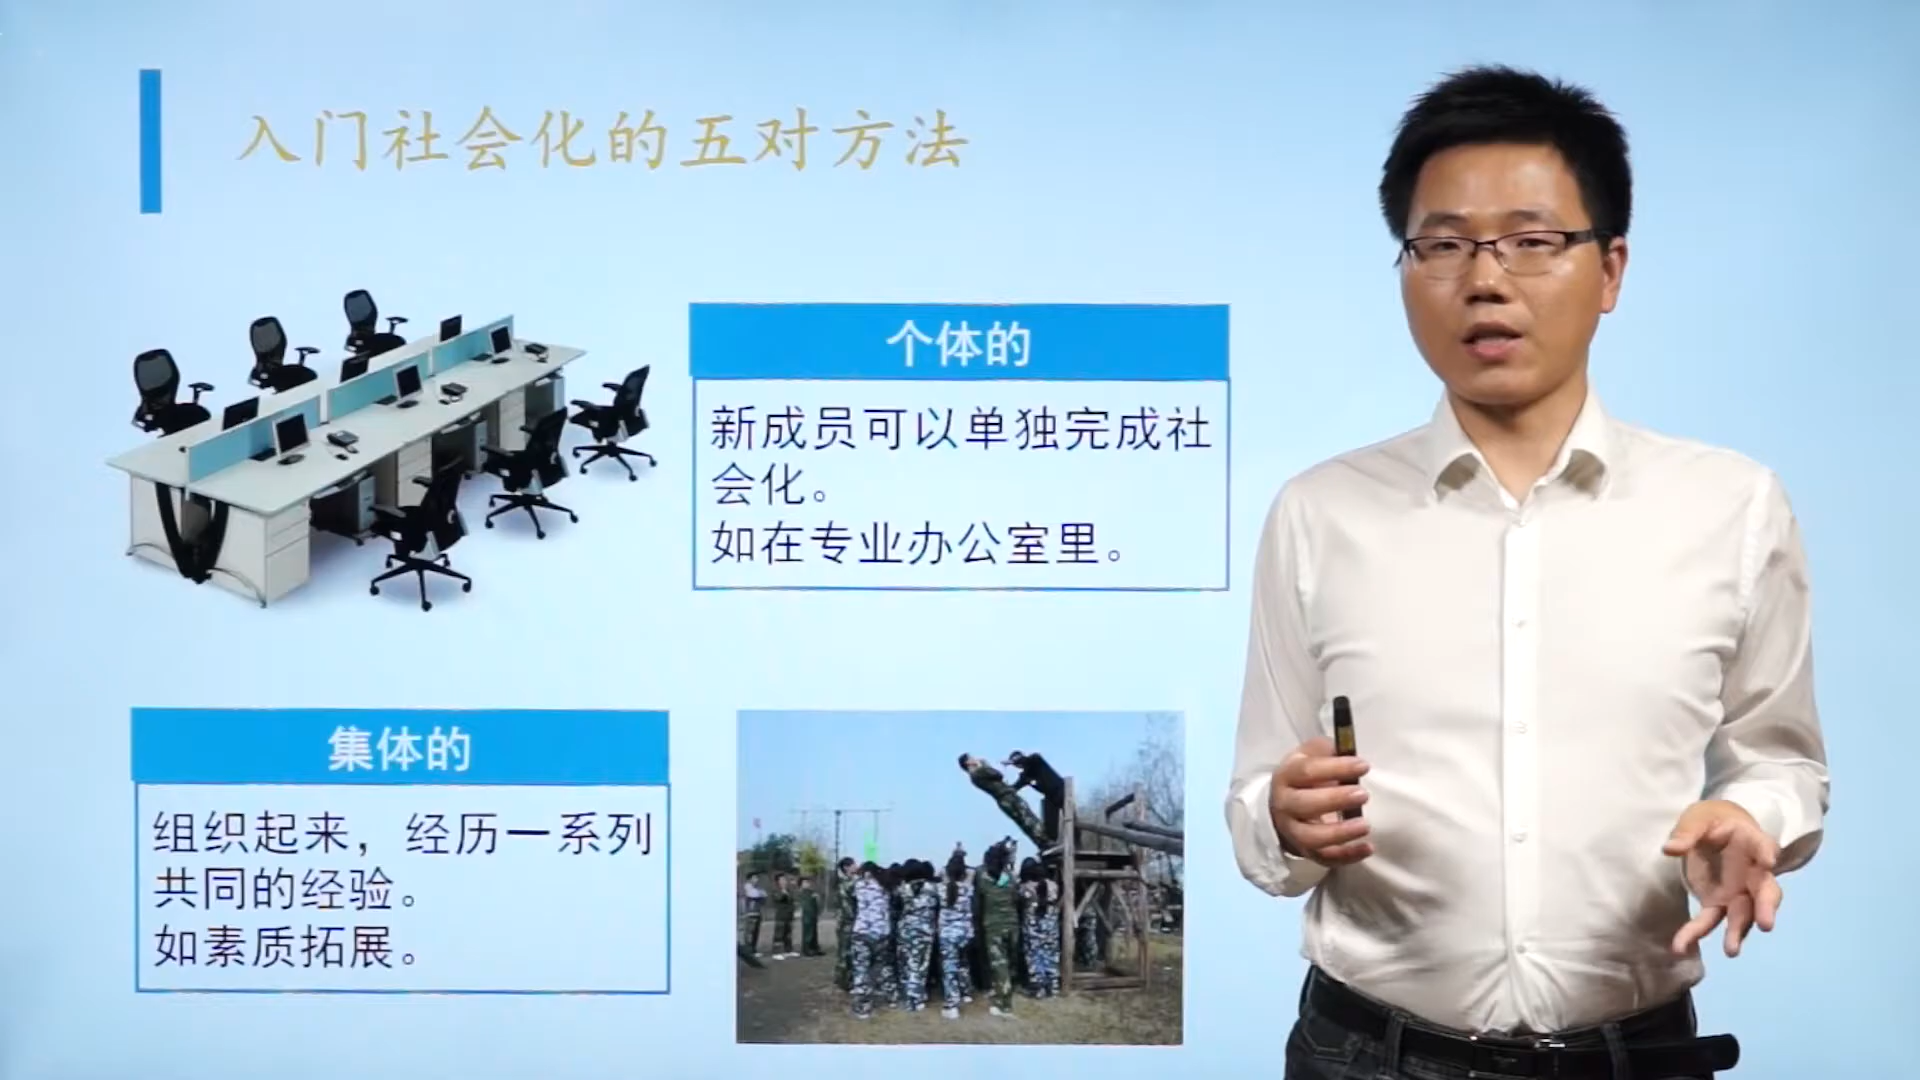 入门社会化的五对方法
个体的
新成员可以单独完成社
会化。
如在专业办公室里。
集体的
组织起来，经历一系列
共同的经验。
如素质拓展。